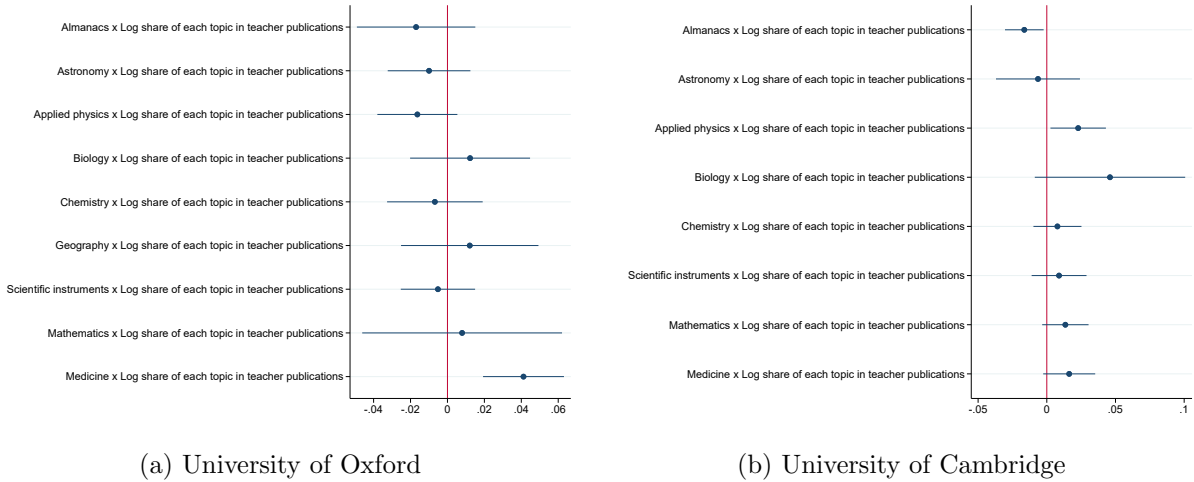 Almanacs x Log share of each topic in teacher publications
Astronomy x Log share of each topic in teacher publications
Applied physics x Log share of each topic in teacher publications
Biology x Log share of each topic in teacher publications
Chemistry x Log share of each topic in teacher publications
Geography x Log share of each topic in teacher publications
Scientific instruments x Log share of each topic in teacher publications
Mathematics x Log share of each topic in teacher publications
Medicine x Log share of each topic in teacher publications
-.04 -.02 0 .02 .04 .06
(a) University of Oxford
Almanacs x Log share of each topic in teacher publications
Astronomy x Log share of each topic in teacher publications
Applied physics x Log share of each topic in teacher publications
Biology x Log share of each topic in teacher publications
Chemistry x Log share of each topic in teacher publications
Scientific instruments x Log share of each topic in teacher publications
Mathematics x Log share of each topic in teacher publications
Medicine x Log share of each topic in teacher publications
-.05 0 .05 .1
(b) University of Cambridge